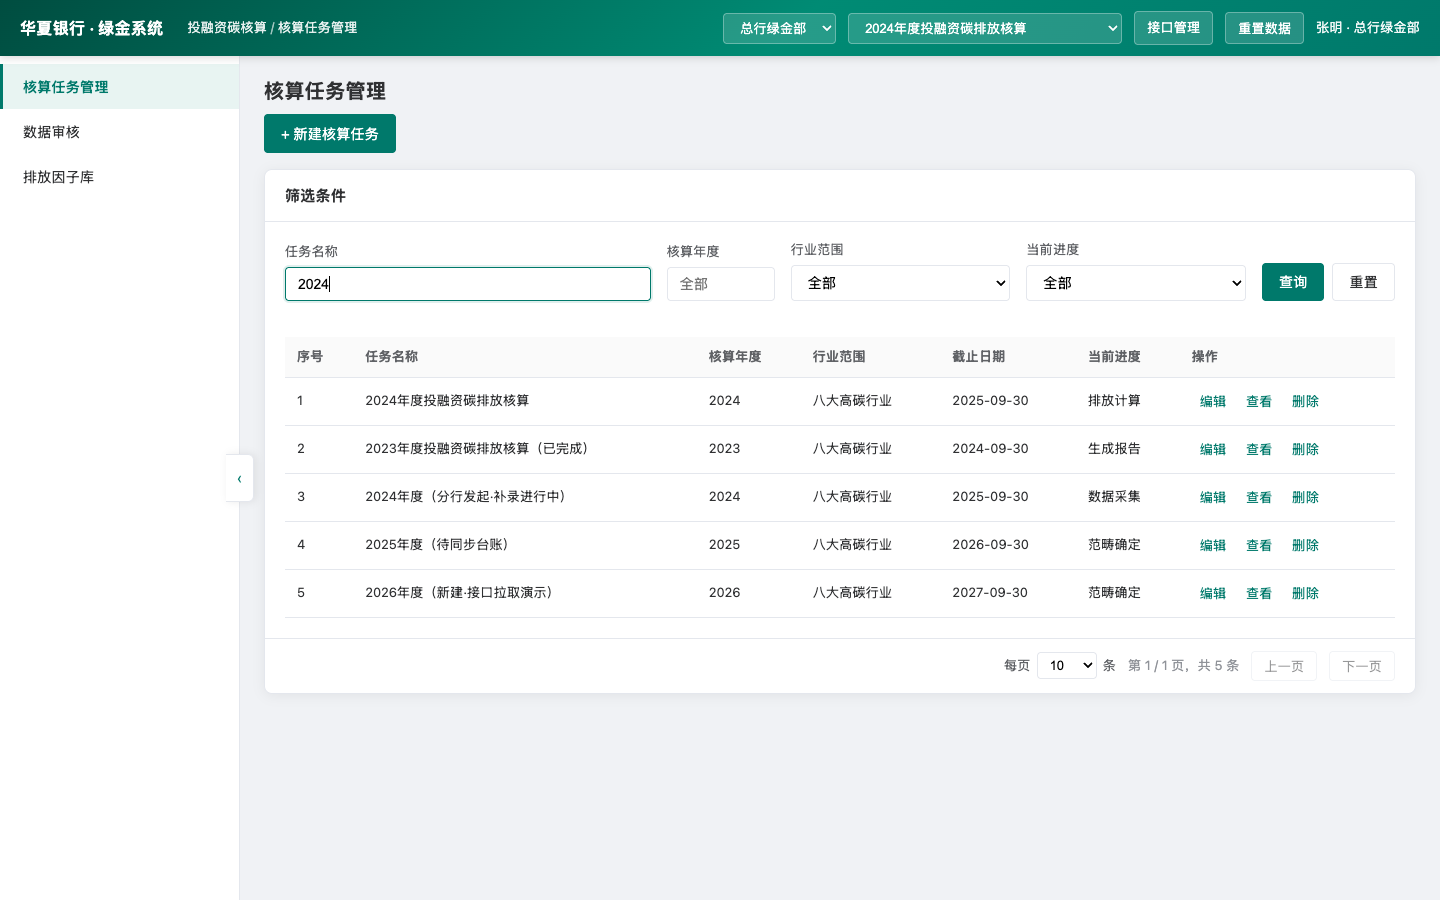 华夏银行 · 绿金系统 投融资碳核算 / 核算任务管理 总行绿金部 2024年度投融资碳排放核算 接口管理 重置数据 张明 · 总行绿金部
核算任务管理
数据审核
排放因子库
‹
核算任务管理
+ 新建核算任务
筛选条件
任务名称 核算年度 行业范围 当前进度
2024 全部 全部 全部 查询 重置
序号 任务名称 核算年度 行业范围 截止日期 当前进度 操作
1 2024年度投融资碳排放核算 2024 八大高碳行业 2025-09-30 排放计算 编辑 查看 删除
2 2023年度投融资碳排放核算（已完成） 2023 八大高碳行业 2024-09-30 生成报告 编辑 查看 删除
3 2024年度（分行发起·补录进行中） 2024 八大高碳行业 2025-09-30 数据采集 编辑 查看 删除
4 2025年度（待同步台账） 2025 八大高碳行业 2026-09-30 范畴确定 编辑 查看 删除
5 2026年度（新建·接口拉取演示） 2026 八大高碳行业 2027-09-30 范畴确定 编辑 查看 删除
每页 10 条 第 1 / 1 页，共 5 条 上一页 下一页